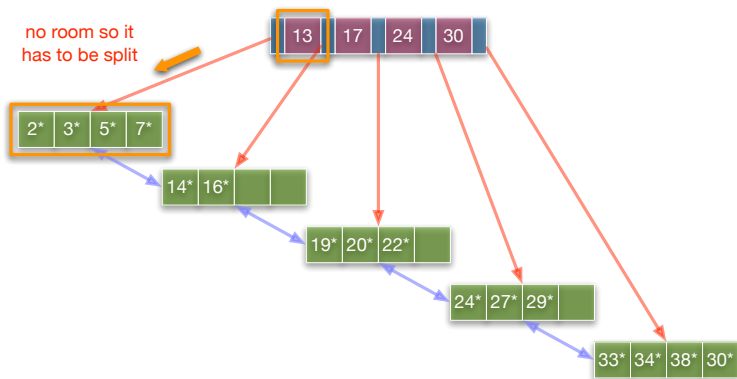 no room so it
has to be split
13 17 24 30
2* 3* 5* 7*
14* 16*
19* 20* 22*
24* 27* 29*
33* 34* 38* 30*